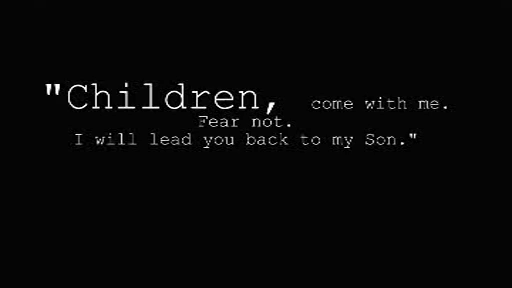 "Children, come with me.
Fear not.
I will lead you back to my Son."